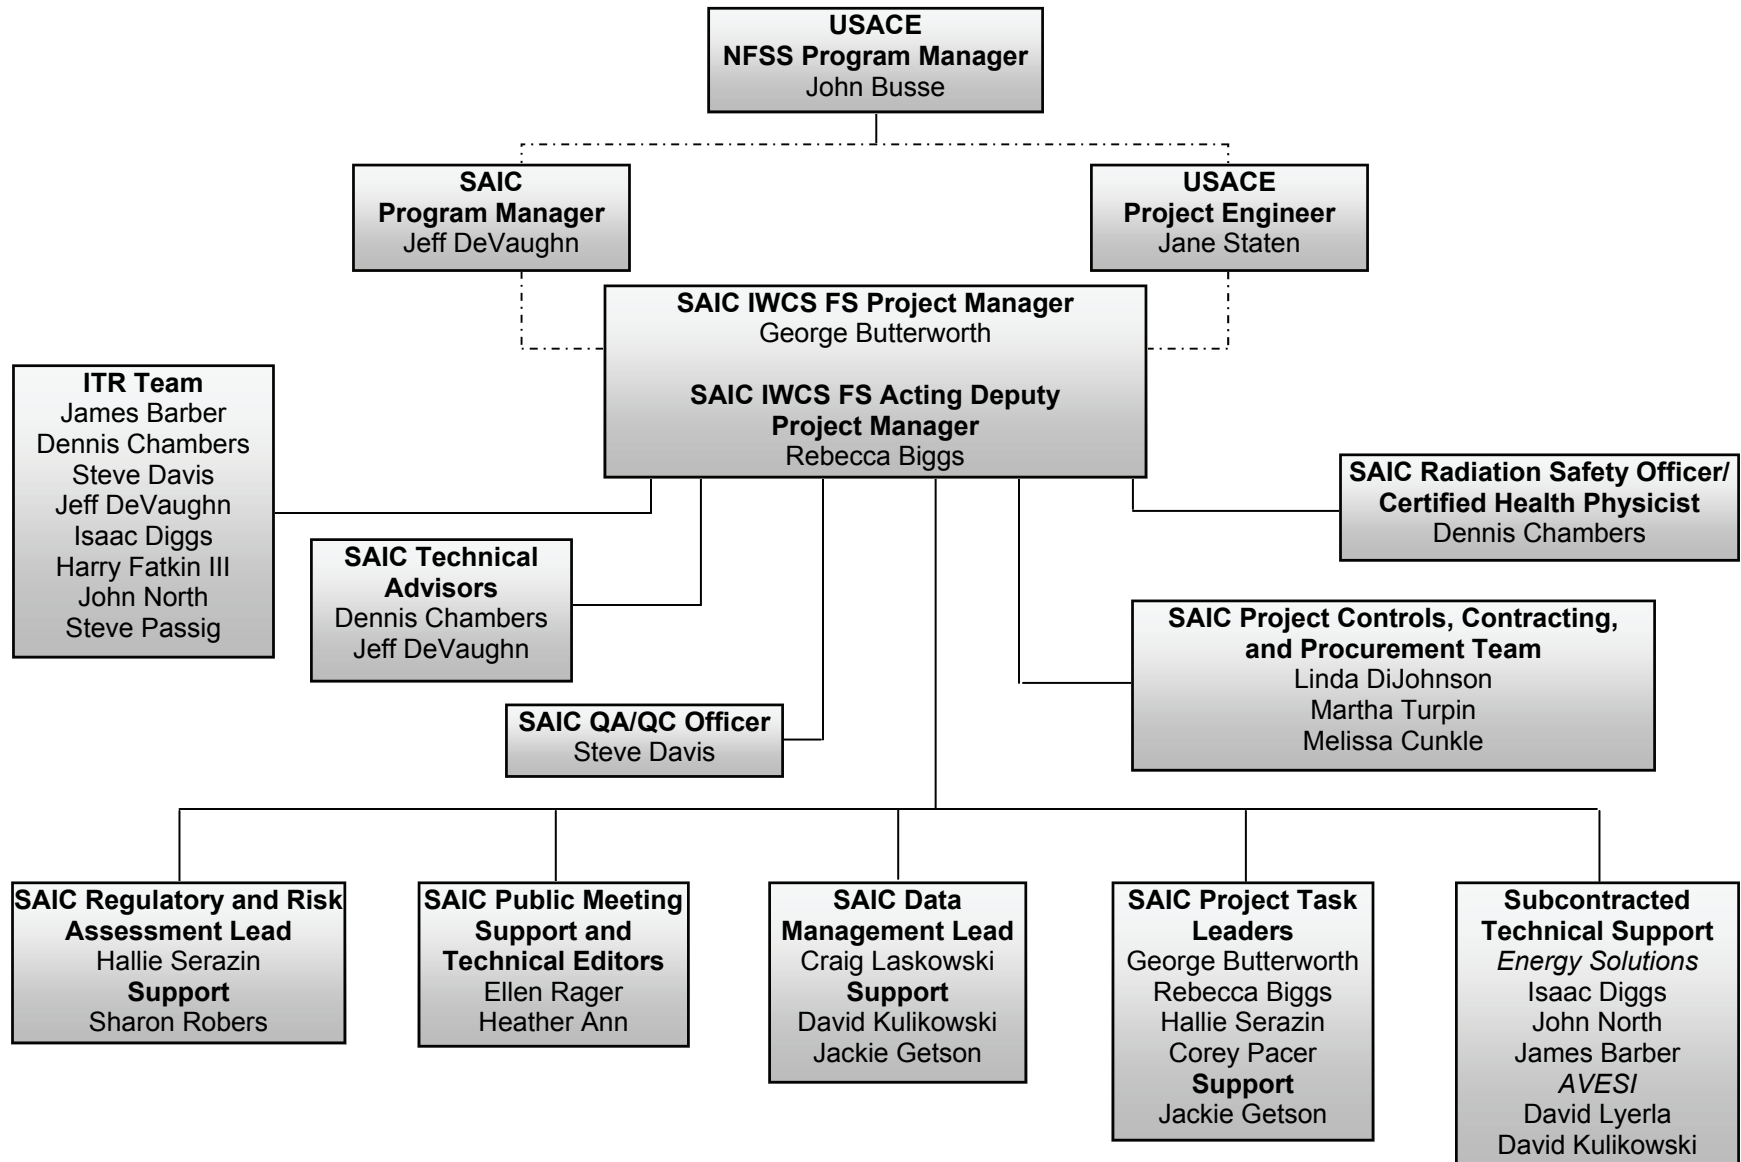 USACE
NFSS Program Manager
John Busse
SAIC
Program Manager
Jeff DeVaughn
USACE
Project Engineer
Jane Staten
SAIC IWCS FS Project Manager
George Butterworth
SAIC IWCS FS Acting Deputy
Project Manager
Rebecca Biggs
ITR Team
James Barber
Dennis Chambers
Steve Davis
Jeff DeVaughn
Isaac Diggs
Harry Fatkin III
John North
Steve Passig
SAIC Technical
Advisors
Dennis Chambers
Jeff DeVaughn
SAIC QA/QC Officer
Steve Davis
SAIC Radiation Safety Officer/
Certified Health Physicist
Dennis Chambers
SAIC Project Controls, Contracting,
and Procurement Team
Linda DiJohnson
Martha Turpin
Melissa Cunkle
SAIC Regulatory and Risk
Assessment Lead
Hallie Serazin
Support
Sharon Robers
SAIC Public Meeting
Support and
Technical Editors
Ellen Rager
Heather Ann
SAIC Data
Management Lead
Craig Laskowski
Support
David Kulikowski
Jackie Getson
SAIC Project Task
Leaders
George Butterworth
Rebecca Biggs
Hallie Serazin
Corey Pacer
Support
Jackie Getson
Subcontracted
Technical Support
Energy Solutions
Isaac Diggs
John North
James Barber
AVESI
David Lyerla
David Kulikowski